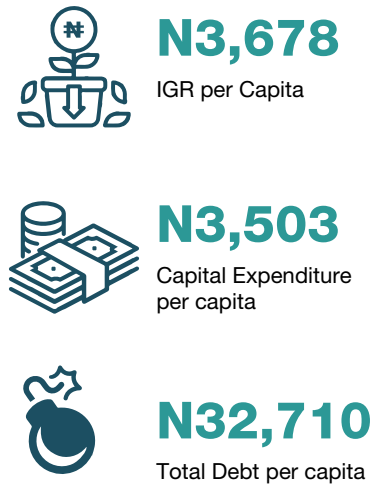 ₦
N3,678
IGR per Capita
N3,503
Capital Expenditure
per capita
N32,710
Total Debt per capita